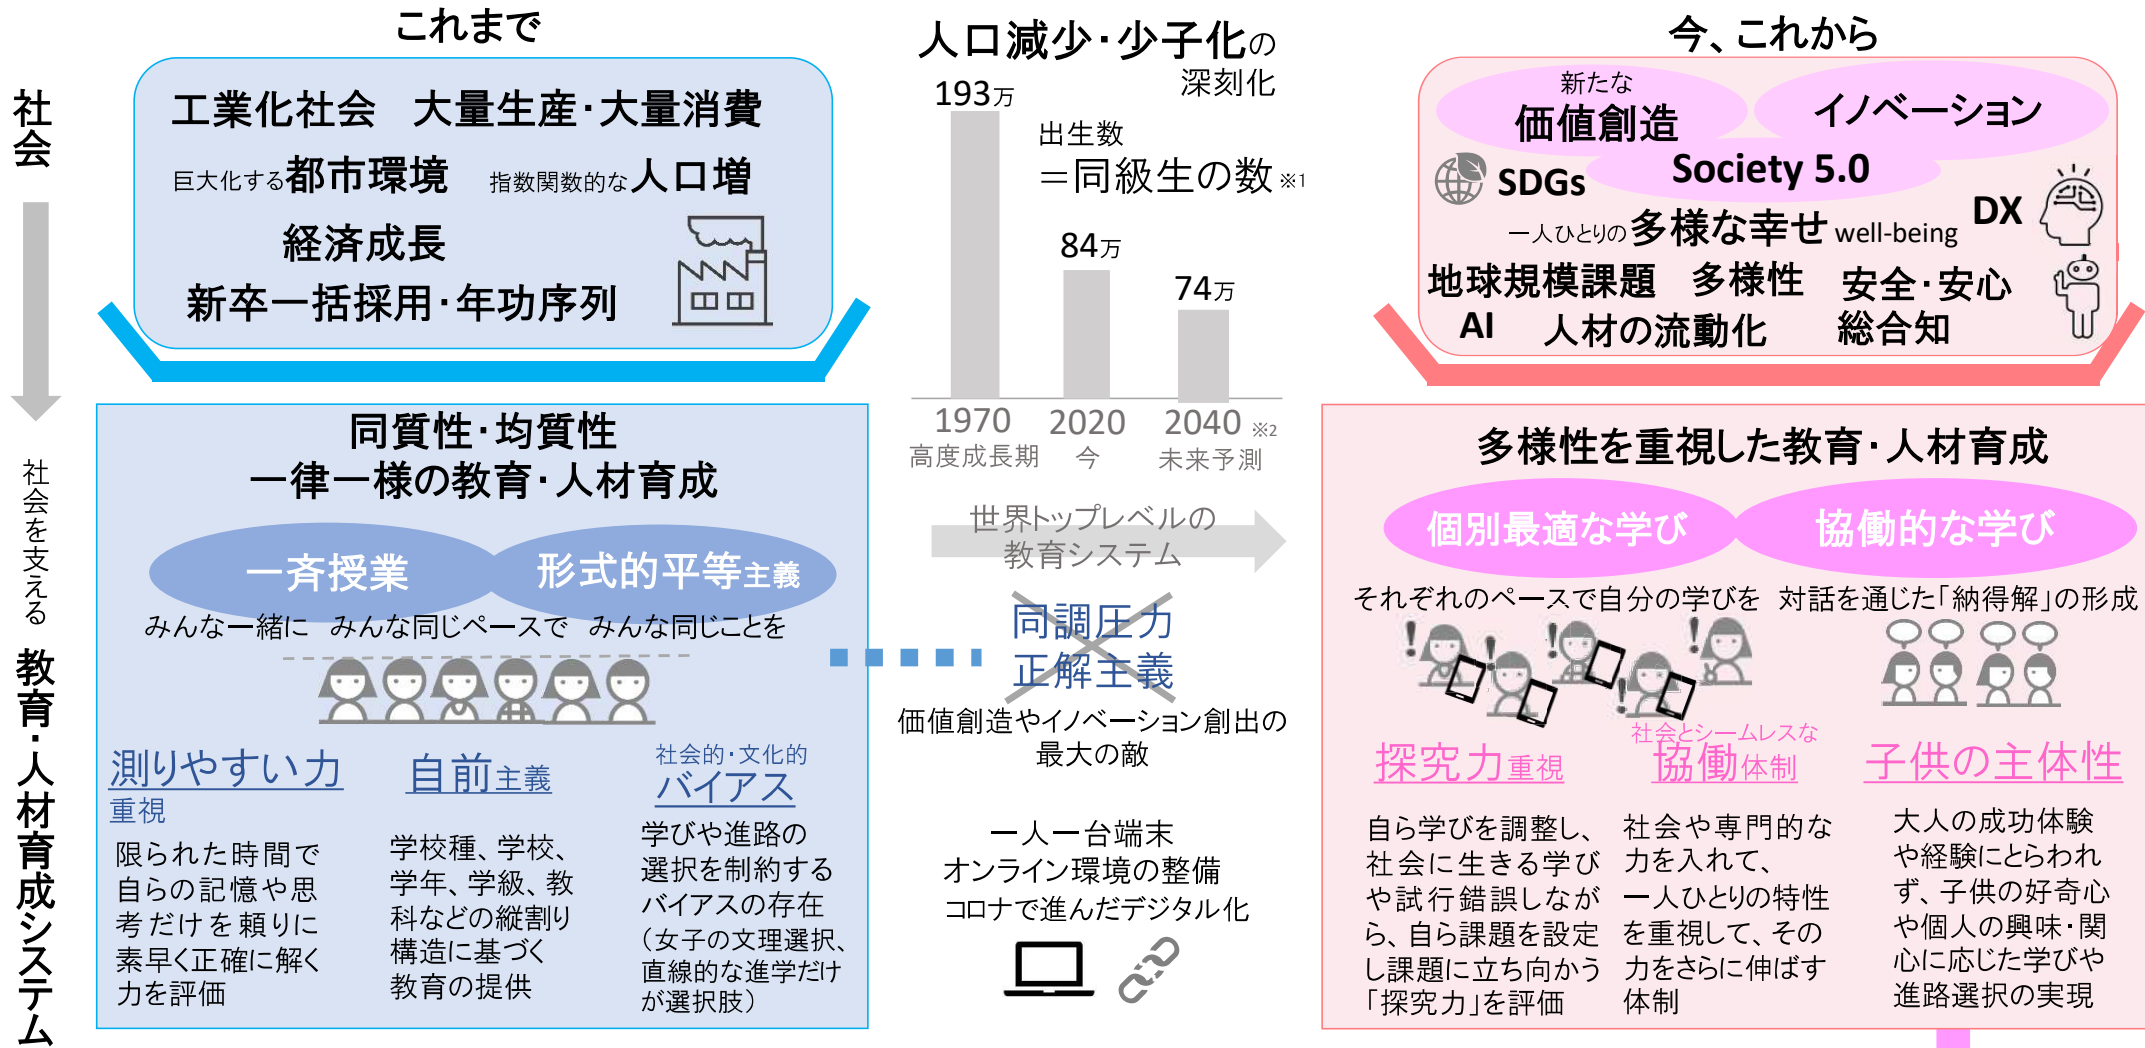 社会
社会を支える
教育・人材育成システム
これまで
工業化社会 大量生産・大量消費
巨大化する都市環境 指数関数的な人口増
経済成長
新卒一括採用・年功序列
同質性・均質性
一律一様の教育・人材育成
一斉授業
形式的平等主義
みんな一緒に みんな同じペースで みんな同じことを
測りやすい力
重視
限られた時間で
自らの記憶や思
考だけを頼りに
素早く正確に解く
力を評価
自前主義
学校種、学校、
学年、学級、教
科などの縦割り
構造に基づく
教育の提供
社会的・文化的
バイアス
学びや進路の
選択を制約する
バイアスの存在
（女子の文理選択、
直線的な進学だけ
が選択肢）
人口減少・少子化の
深刻化
193万
出生数
＝同級生の数※1
84万
74万
1970 2020 2040 ※2
高度成長期 今 未来予測
世界トップレベルの
教育システム
同調圧力
正解主義
価値創造やイノベーション創出の
最大の敵
一人一台端末
オンライン環境の整備
コロナで進んだデジタル化
今、これから
新たな
価値創造
イノベーション
Society 5.0
SDGs
DX
一人ひとりの多様な幸せ well-being
地球規模課題 多様性 安全・安心
AI 人材の流動化 総合知
多様性を重視した教育・人材育成
個別最適な学び
協働的な学び
それぞれのペースで自分の学びを 対話を通じた「納得解」の形成
探究力重視
自ら学びを調整し、
社会に生きる学び
や試行錯誤しなが
ら、自ら課題を設定
し課題に立ち向かう
「探究力」を評価
社会とシームレスな
協働体制
社会や専門的な
力を入れて、
一人ひとりの特性
を重視して、その
力をさらに伸ばす
体制
子供の主体性
大人の成功体験
や経験にとらわれ
ず、子供の好奇心
や個人の興味・関
心に応じた学びや
進路選択の実現